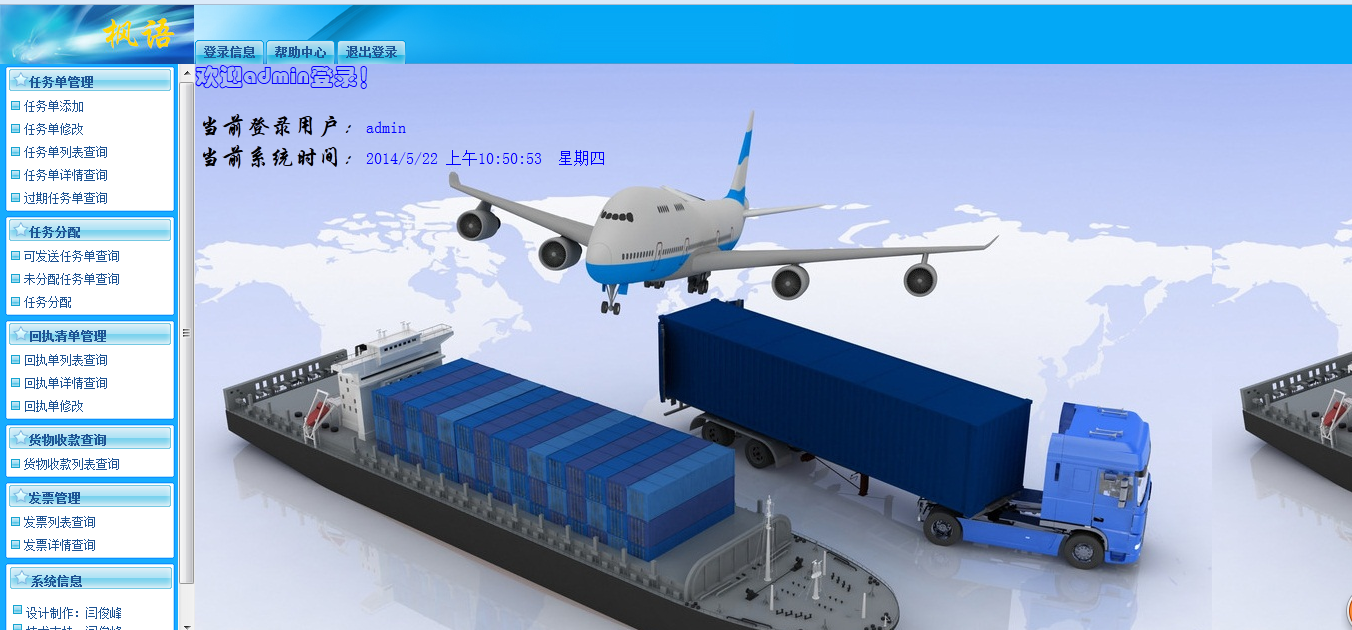 枫语
登录信息 帮助中心 退出登录
任务单管理
任务单添加
任务单修改
任务单列表查询
任务单详情查询
过期任务单查询
任务分配
可发送任务单查询
未分配任务单查询
任务分配
回执清单管理
回执单列表查询
回执单详情查询
回执单修改
货物收款查询
货物收款列表查询
发票管理
发票列表查询
发票详情查询
系统信息
设计制作：闫俊峰
欢迎admin登录！
当前登录用户：admin
当前系统时间：2014/5/22 上午10:50:53 星期四